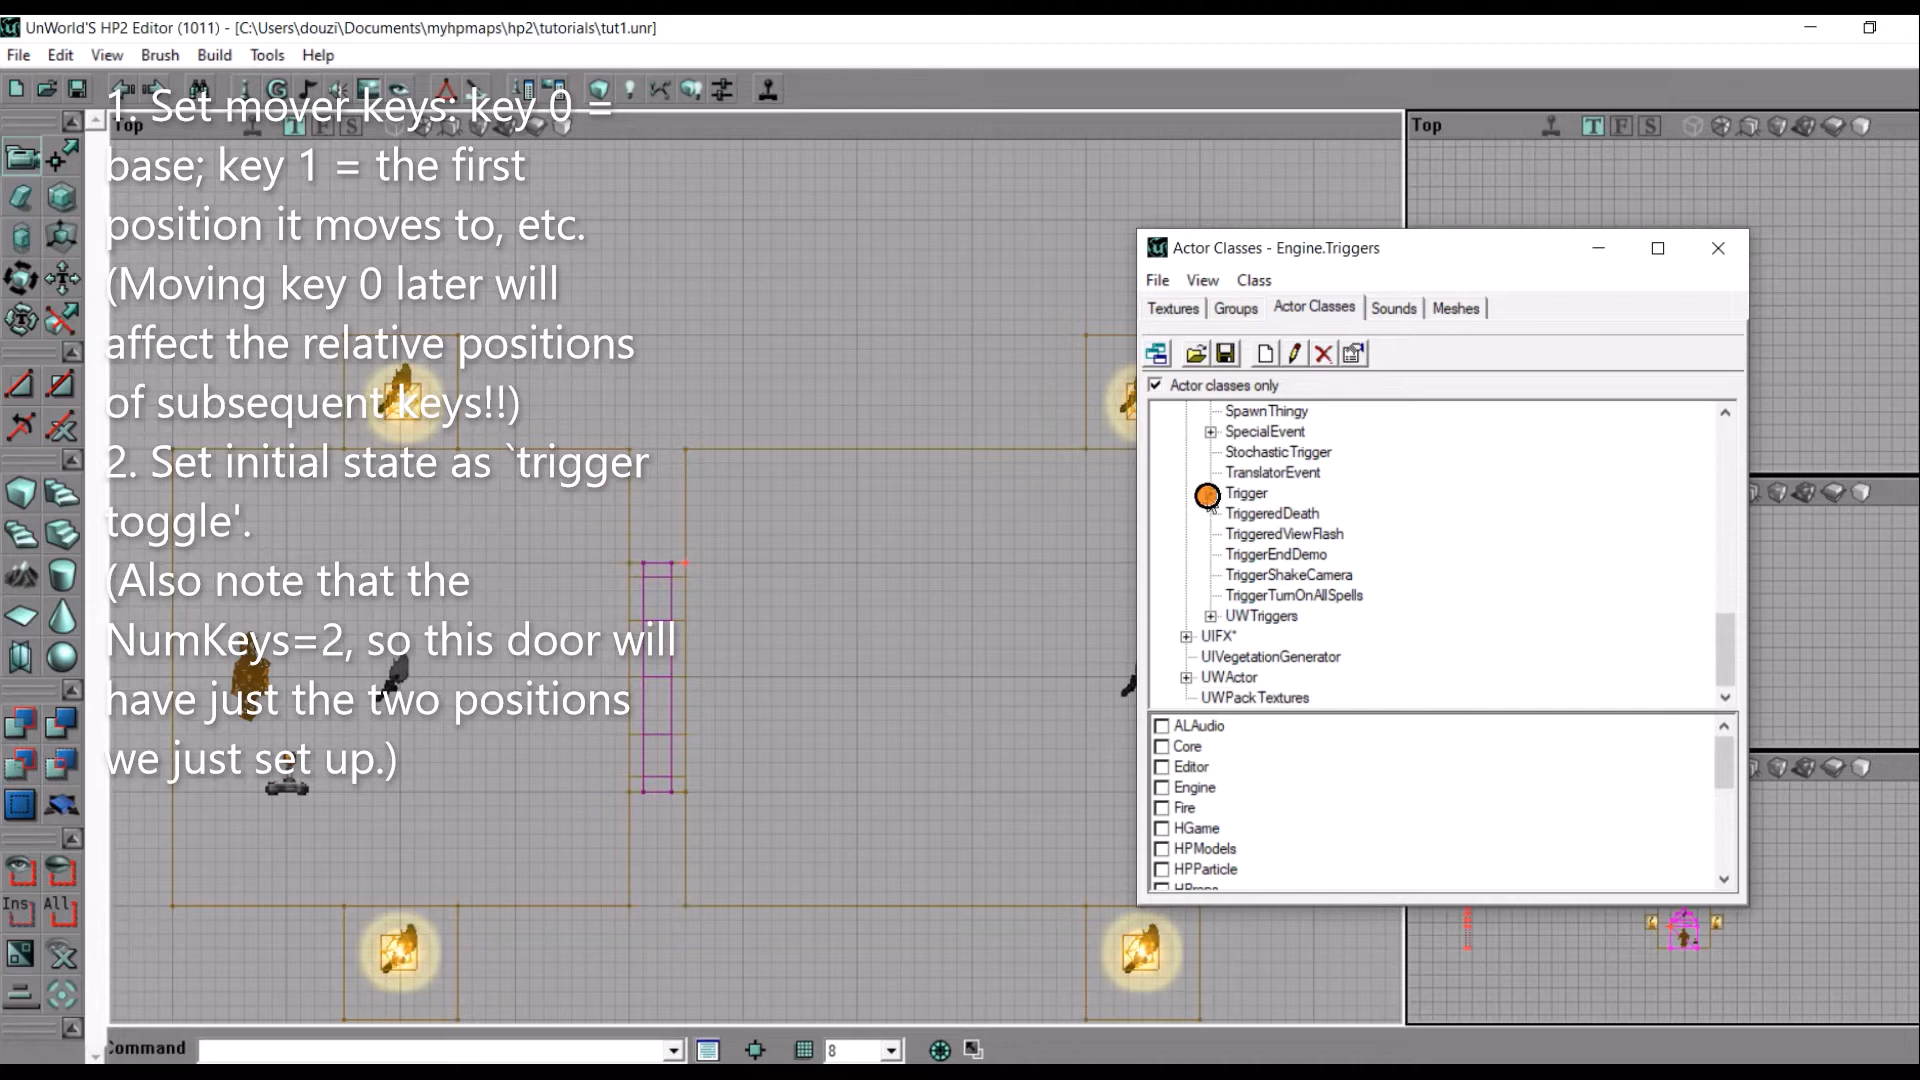 UnWorld'S HP2 Editor (1011) - [C:\Users\douzi\Documents\myhpmaps\hp2\tutorials\tut1.unr]
File Edit View Brush Build Tools Help
1. Set mover keys: key 0 =
base; key 1 = the first
position it moves to, etc.
(Moving key 0 later will
affect the relative positions
of subsequent keys!!)
2. Set initial state as `trigger
toggle'.
(Also note that the
NumKeys=2, so this door will
have just the two positions
we just set up.)
Top T F S
Top T F S
Ins All
Actor Classes - Engine.Triggers
File View Class
Textures Groups Actor Classes Sounds Meshes
Actor classes only
SpawnThingy
SpecialEvent
StochasticTrigger
TranslatorEvent
Trigger
TriggeredDeath
TriggeredViewFlash
TriggerEndDemo
TriggerShakeCamera
TriggerTurnOnAllSpells
UWTriggers
UIFX*
UIVegetationGenerator
UWActor
UWPackTextures
ALAudio
Core
Editor
Engine
Fire
HGame
HPModels
HPParticle
HProps
Command 8